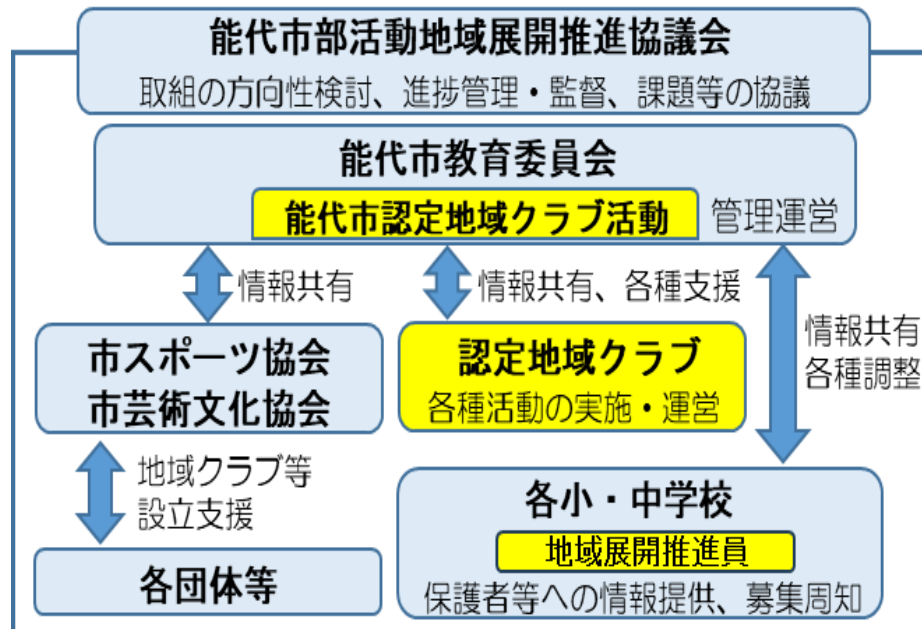 能代市部活動地域展開推進協議会
取組の方向性検討、進捗管理・監督、課題等の協議
能代市教育委員会
能代市認定地域クラブ活動 管理運営
情報共有
情報共有、各種支援
情報共有
各種調整
市スポーツ協会
市芸術文化協会
認定地域クラブ
各種活動の実施・運営
地域クラブ等
設立支援
各小・中学校
地域展開推進員
保護者等への情報提供、募集周知
各団体等